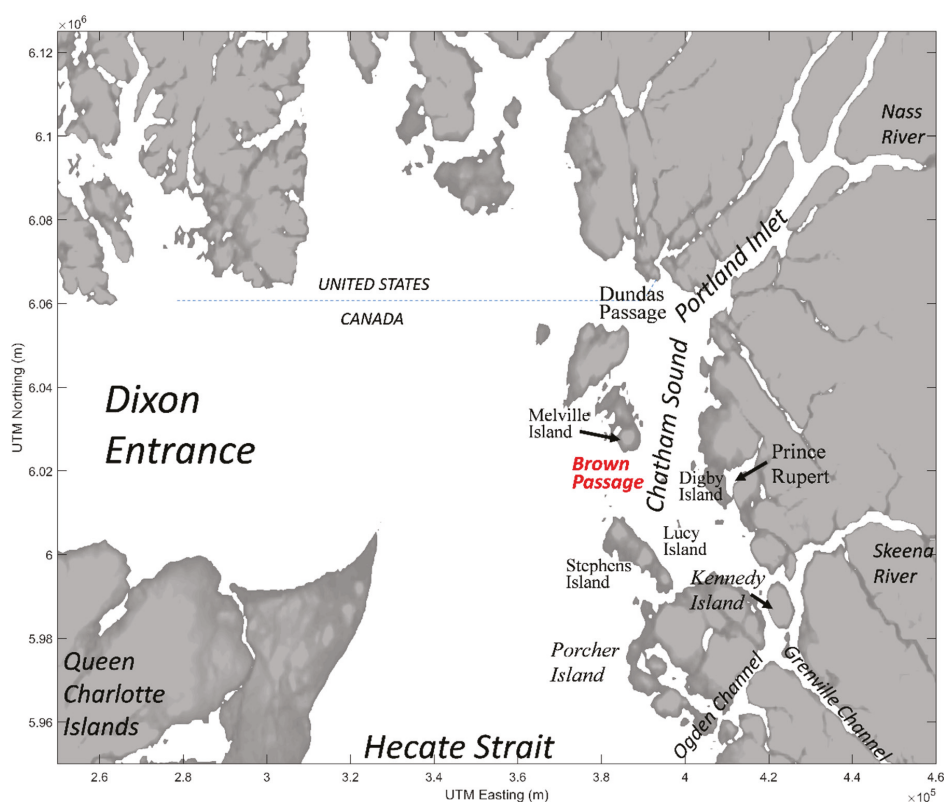 ×10⁶
6.12
6.1
6.08
6.06
6.04
6.02
6
5.98
5.96
UTM Northing (m)
Nass
River
Portland Inlet
UNITED STATES
CANADA
Dundas
Passage
Dixon
Entrance
Chatham Sound
Melville
Island
Brown
Passage
Digby
Island
Prince
Rupert
Lucy
Island
Stephens
Island
Skeena
River
Kennedy
Island
Queen
Charlotte
Islands
Porcher
Island
Ogden Channel
Grenville Channel
Hecate Strait
2.6
2.8
3
3.2
3.4
3.6
3.8
4
4.2
4.4
4.6
×10⁵
UTM Easting (m)